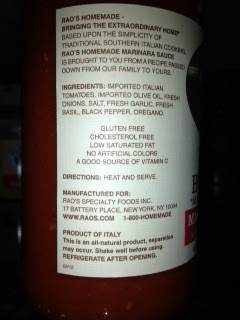 RAO'S HOMEMADE -
BRINGING THE EXTRAORDINARY HOME®
BASED UPON THE SIMPLICITY OF
TRADITIONAL SOUTHERN ITALIAN COOKING,
RAO'S HOMEMADE MARINARA SAUCE
IS BROUGHT TO YOU FROM A RECIPE PASSED
DOWN FROM OUR FAMILY TO YOURS.
INGREDIENTS: IMPORTED ITALIAN
TOMATOES, IMPORTED OLIVE OIL, FRESH
ONIONS, SALT, FRESH GARLIC, FRESH
BASIL, BLACK PEPPER, OREGANO.
GLUTEN FREE
CHOLESTEROL FREE
LOW SATURATED FAT
NO ARTIFICIAL COLORS
A GOOD SOURCE OF VITAMIN C
DIRECTIONS: HEAT AND SERVE.
MANUFACTURED FOR:
RAO'S SPECIALTY FOODS INC.
17 BATTERY PLACE, NEW YORK, NY 10004
WWW.RAOS.COM 1-800-HOMEMADE
PRODUCT OF ITALY
This is an all-natural product, separation
may occur. Shake well before using.
REFRIGERATE AFTER OPENING.